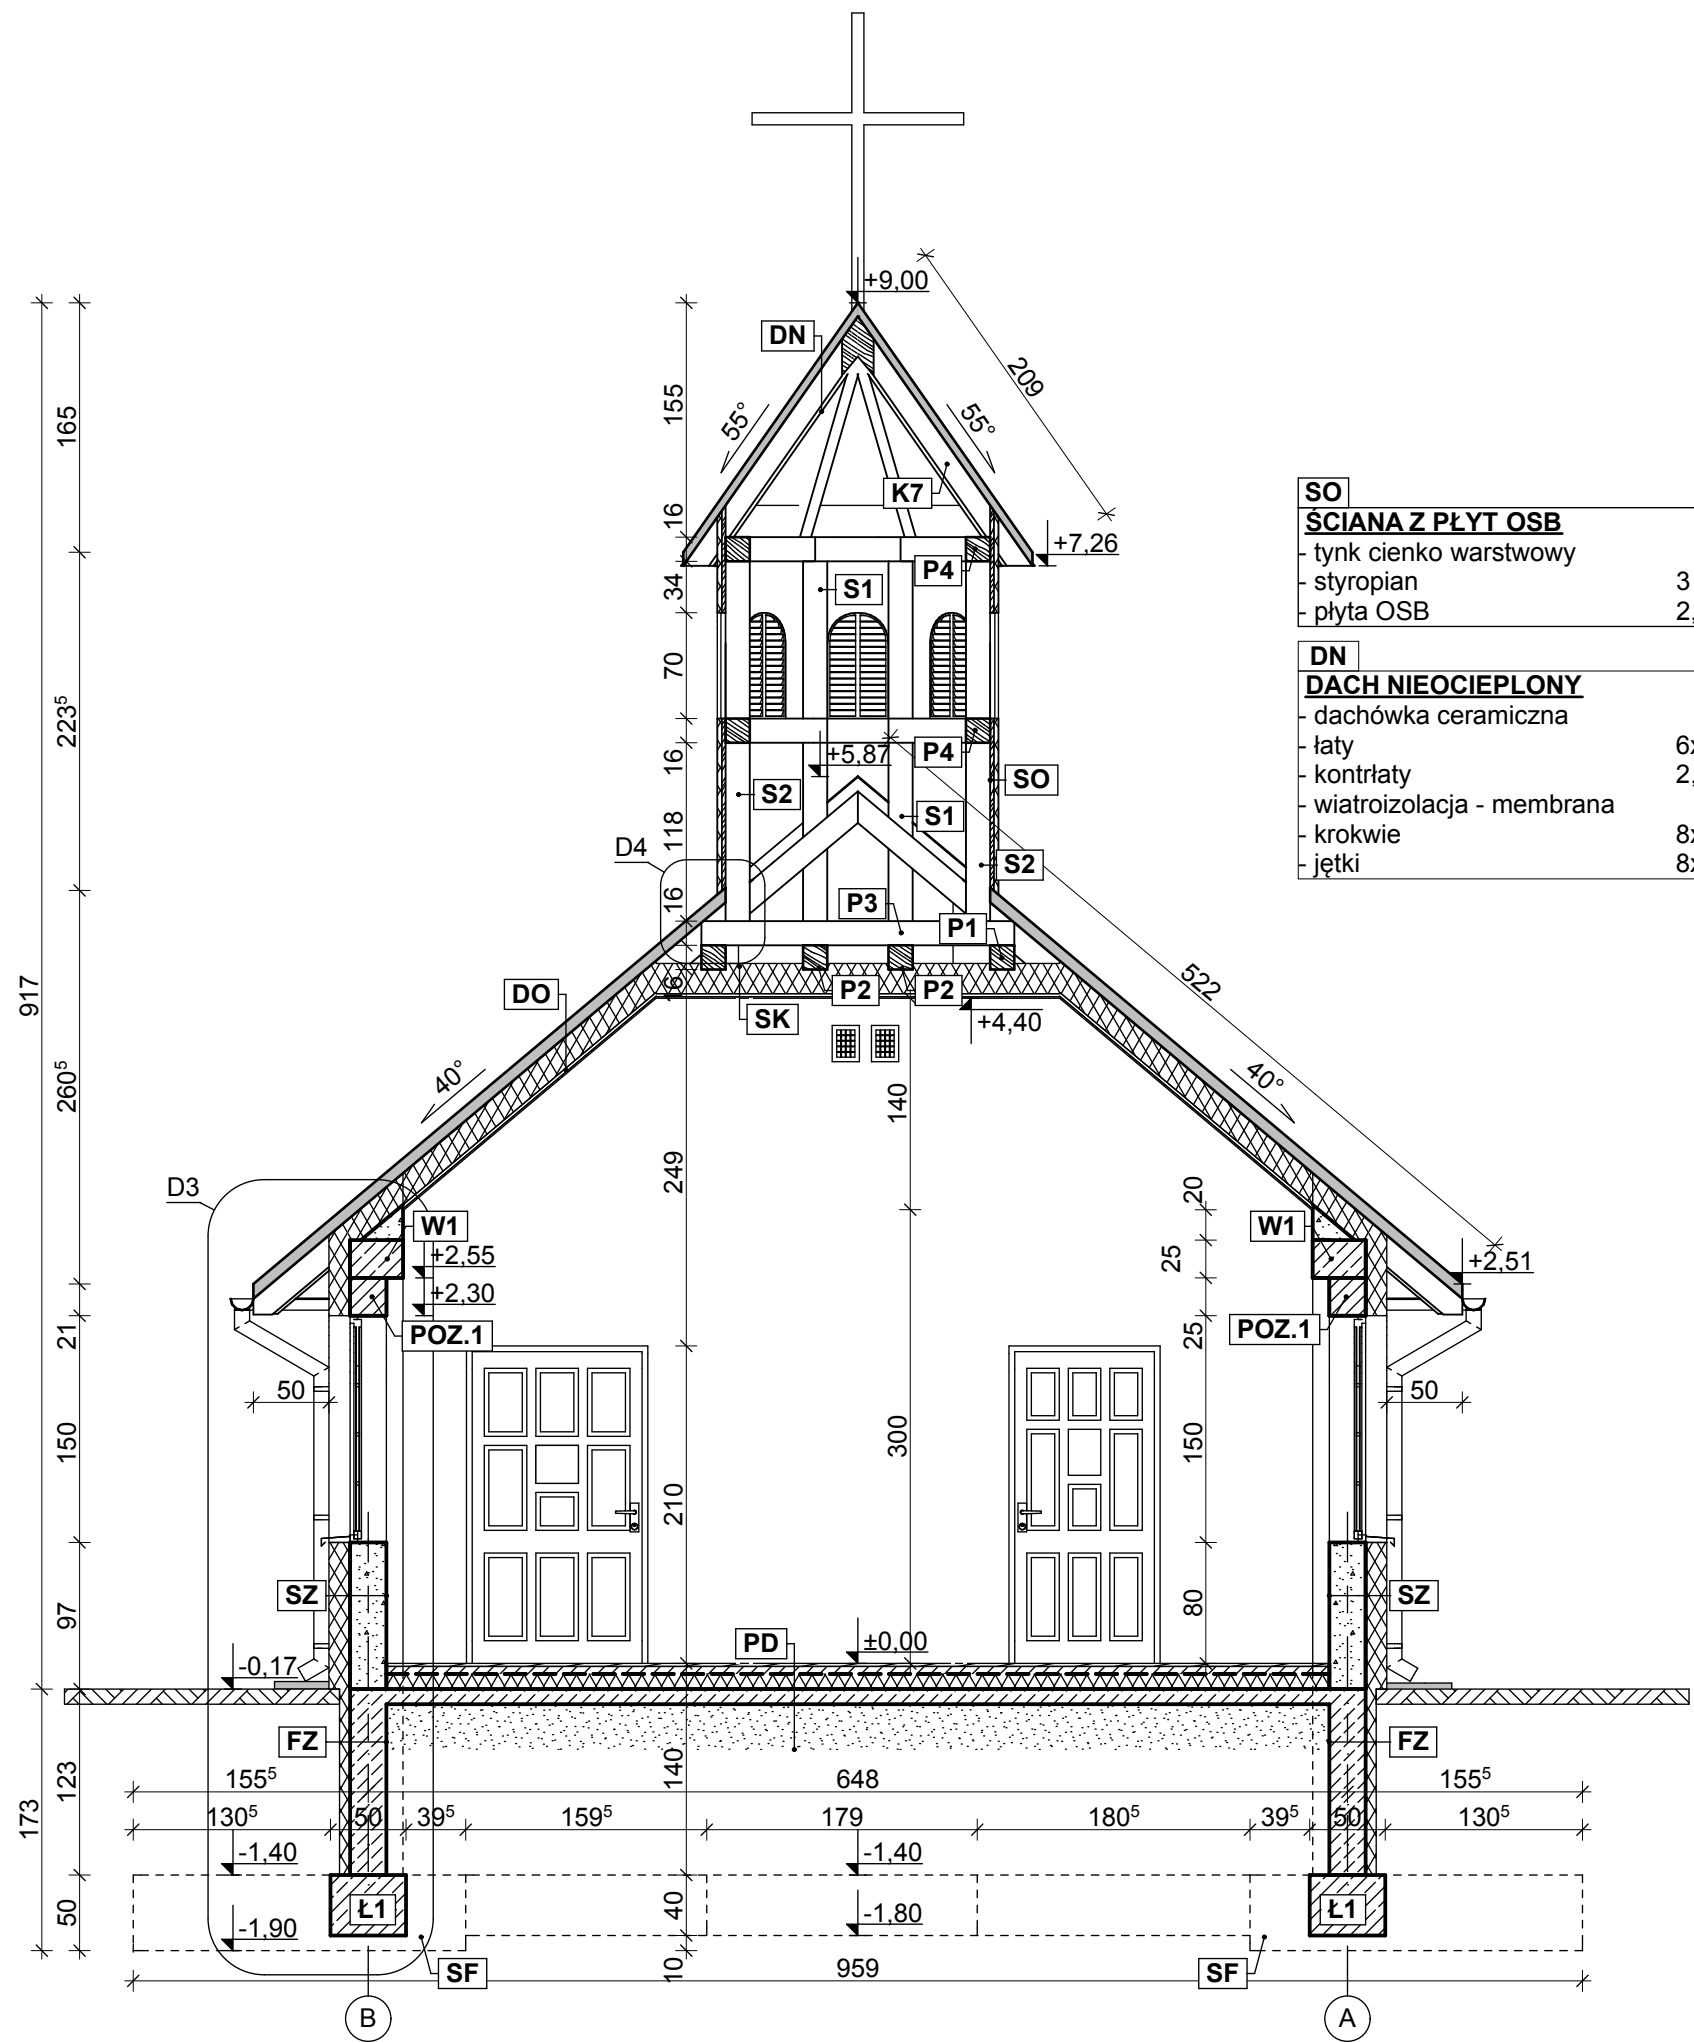 +9,00
DN
209
155
165
55°
55°
K7
16
+7,26
P4
S1
34
70
223⁵
P4
+5,87
16
SO
S2
S1
118
D4
S2
16
P3
P1
522
917
DO
16
P2
P2
SK
+4,40
40°
40°
260⁵
140
249
D3
20
W1
W1
+2,55
25
+2,51
+2,30
21
POZ.1
POZ.1
25
50
50
150
300
150
210
SZ
SZ
97
80
PD
±0,00
-0,17
FZ
FZ
123
140
155⁵
648
155⁵
173
130⁵
50
39⁵
159⁵
179
180⁵
39⁵
50
130⁵
-1,40
-1,40
50
Ł1
40
Ł1
-1,90
-1,80
10
SF
959
SF
B
A
SO
ŚCIANA Z PŁYT OSB
- tynk cienko warstwowy
- styropian 3
- płyta OSB 2,
DN
DACH NIEOCIEPLONY
- dachówka ceramiczna
- łaty 6x
- kontrłaty 2,
- wiatroizolacja - membrana
- krokwie 8x
- jętki 8x